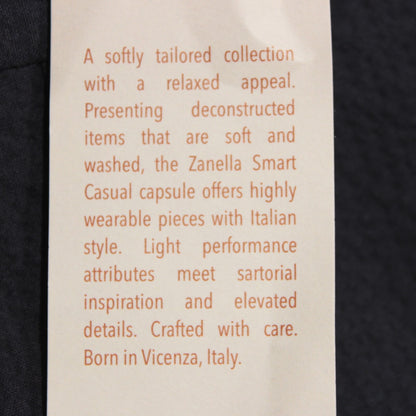 A softly tailored collection
with a relaxed appeal.
Presenting deconstructed
items that are soft and
washed, the Zanella Smart
Casual capsule offers highly
wearable pieces with Italian
style. Light performance
attributes meet sartorial
inspiration and elevated
details. Crafted with care.
Born in Vicenza, Italy.